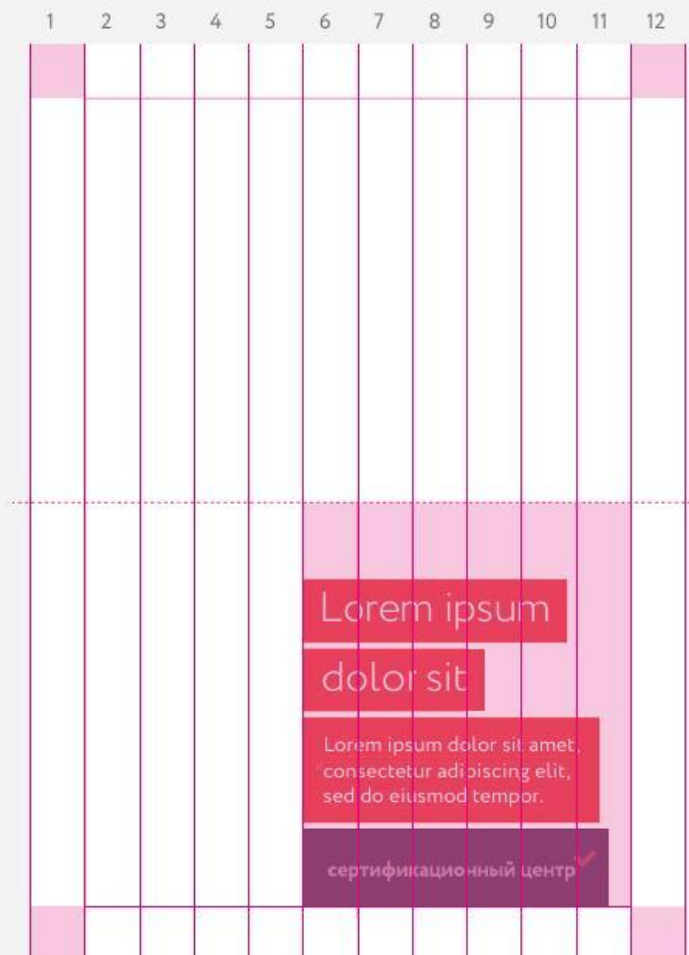 1 2 3 4 5 6 7 8 9 10 11 12
Lorem ipsum
dolor sit
Lorem ipsum dolor sit amet,
consectetur adipiscing elit,
sed do eiusmod tempor.
сертификационный центр